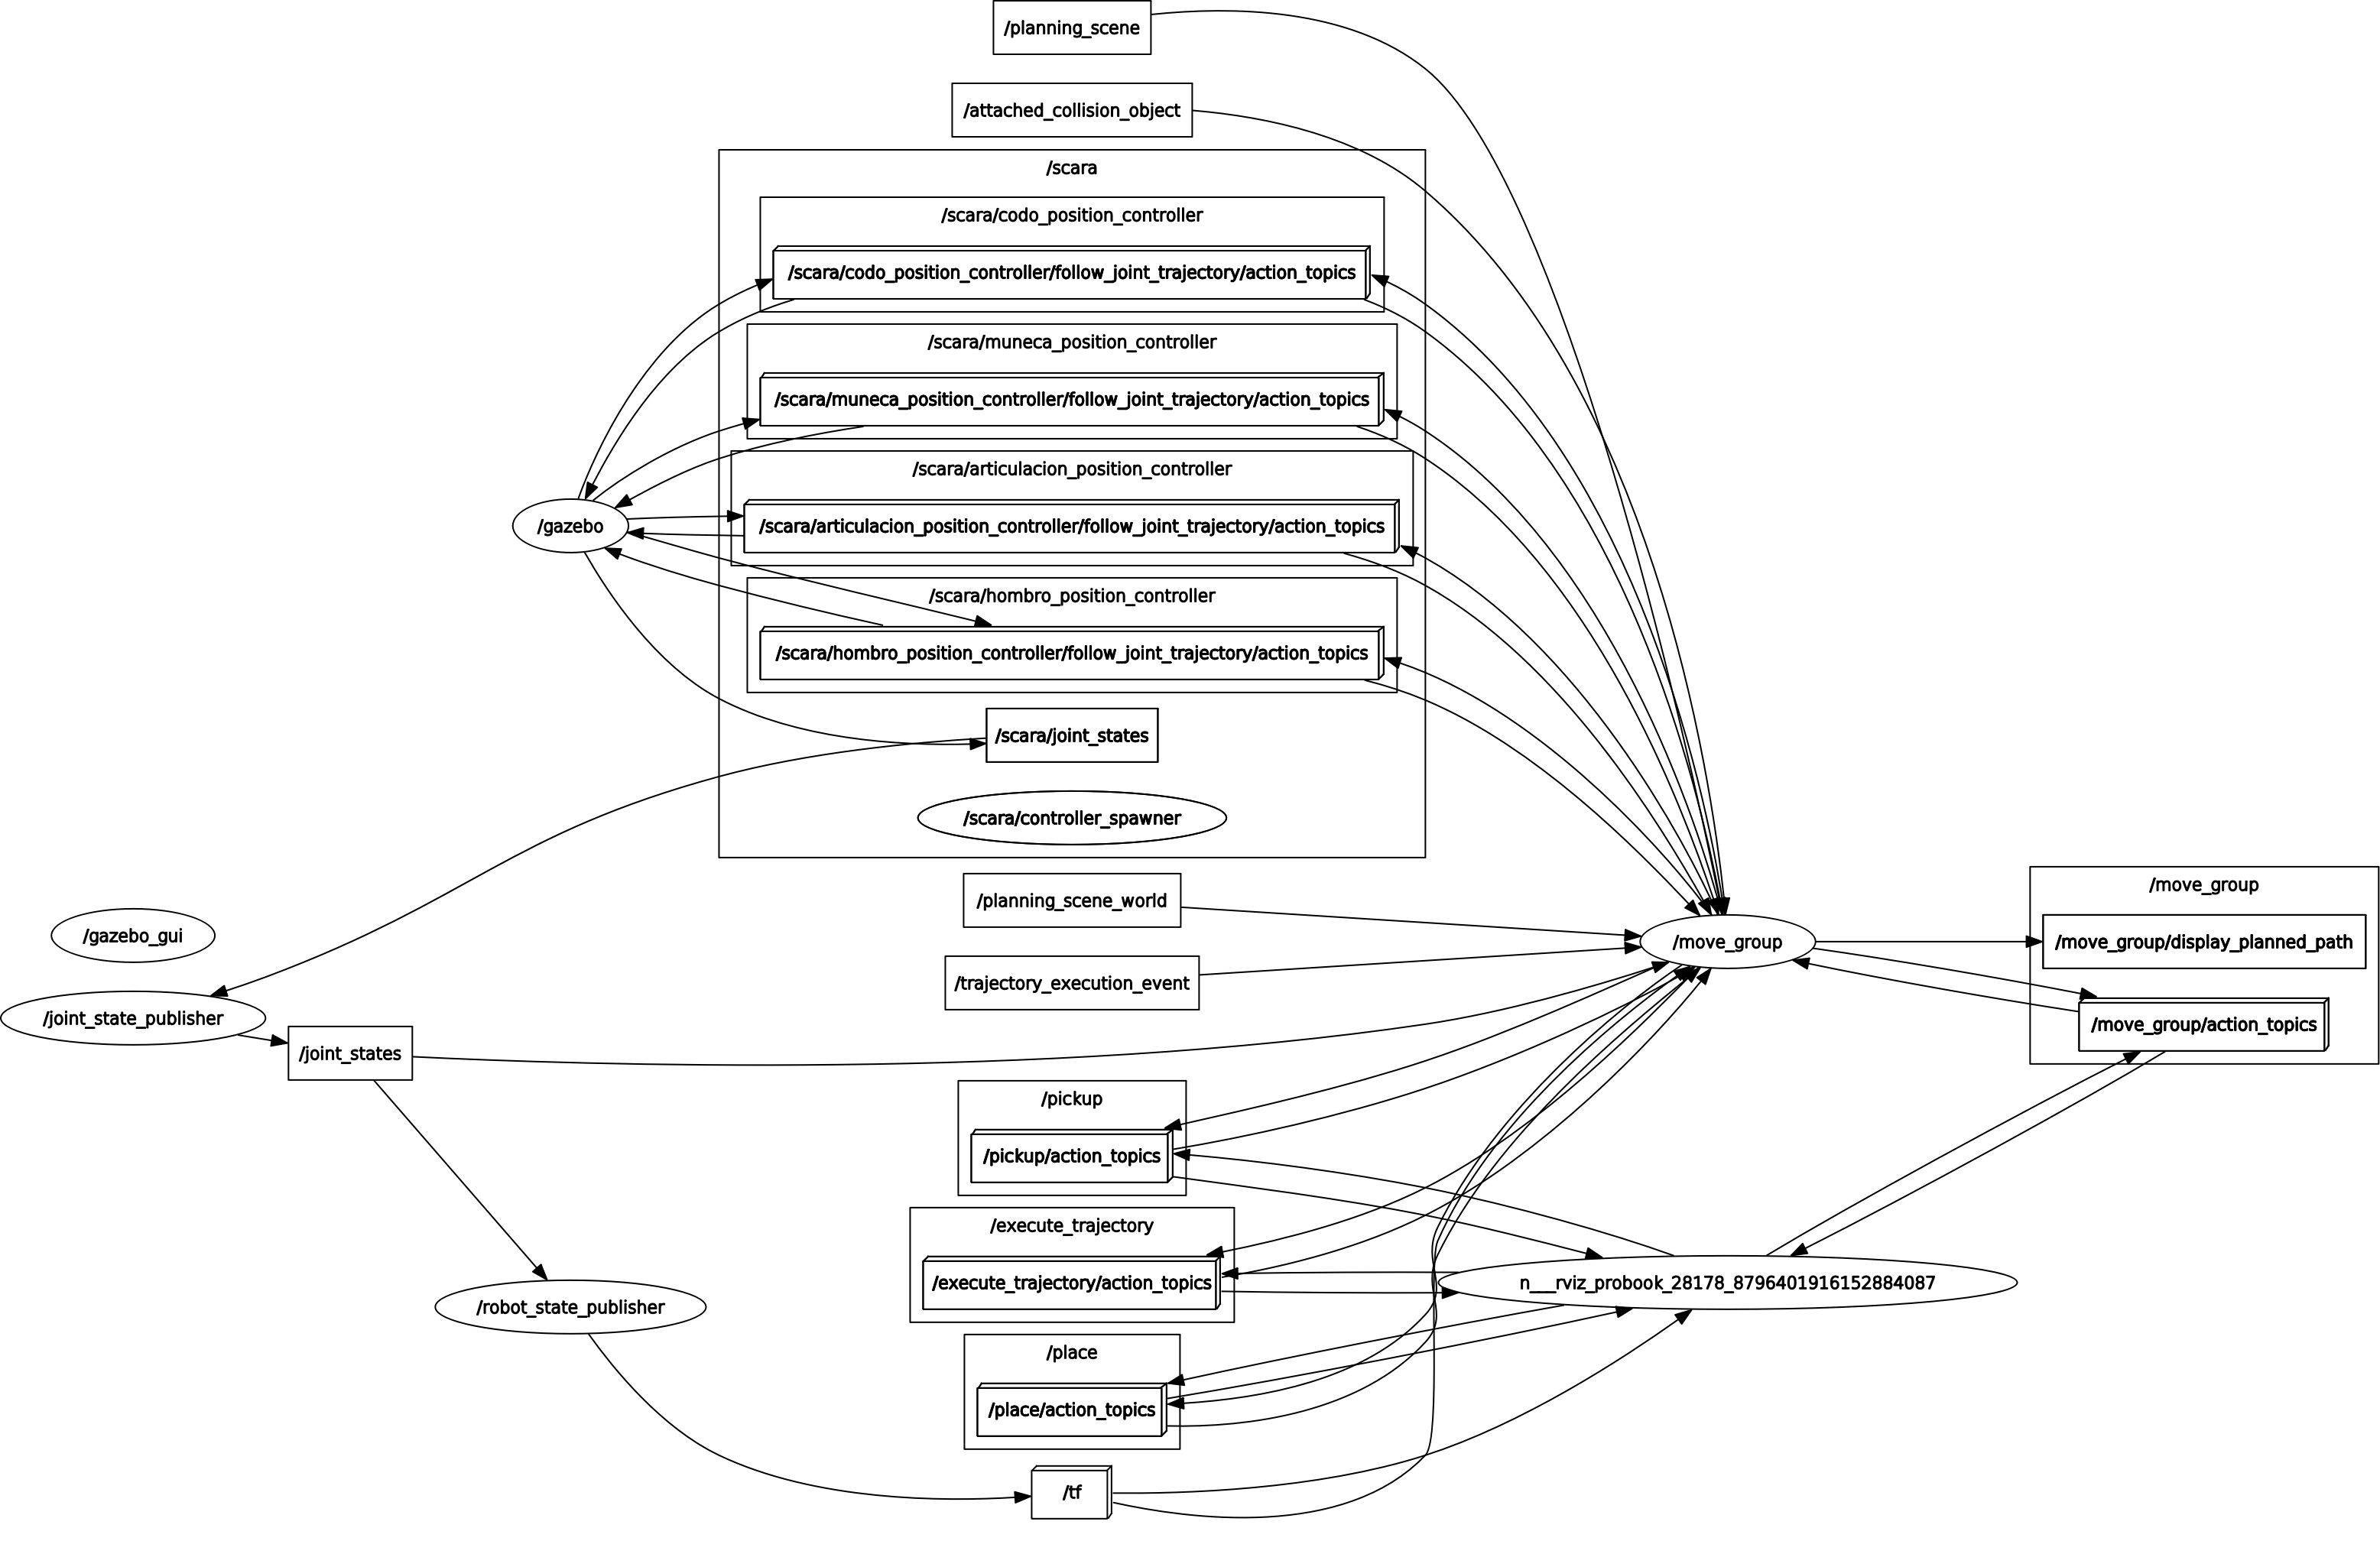 /planning_scene
/attached_collision_object
/scara
/scara/codo_position_controller
/scara/codo_position_controller/follow_joint_trajectory/action_topics
/scara/muneca_position_controller
/scara/muneca_position_controller/follow_joint_trajectory/action_topics
/scara/articulacion_position_controller
/gazebo
/scara/articulacion_position_controller/follow_joint_trajectory/action_topics
/scara/hombro_position_controller
/scara/hombro_position_controller/follow_joint_trajectory/action_topics
/scara/joint_states
/scara/controller_spawner
/move_group
/planning_scene_world
/gazebo_gui
/move_group
/move_group/display_planned_path
/trajectory_execution_event
/joint_state_publisher
/move_group/action_topics
/joint_states
/pickup
/pickup/action_topics
/execute_trajectory
/execute_trajectory/action_topics
n___rviz_probook_28178_8796401916152884087
/robot_state_publisher
/place
/place/action_topics
/tf